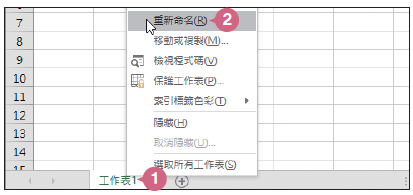 7
8
9
10
11
12
13
14
重新命名(R)
2
移動或複製(M)...
檢視程式碼(V)
保護工作表(P)...
索引標籤色彩(T)
隱藏(H)
取消隱藏(U)...
選取所有工作表(S)
工作表1
1